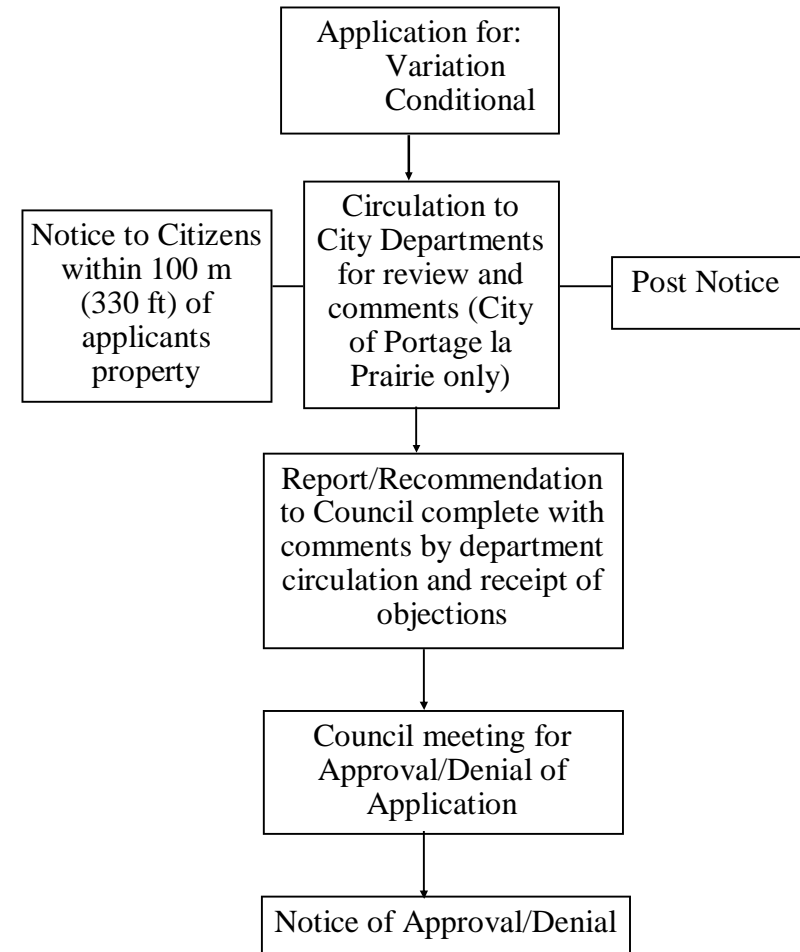 Application for:
Variation
Conditional
Notice to Citizens
within 100 m
(330 ft) of
applicants
property
Circulation to
City Departments
for review and
comments (City
of Portage la
Prairie only)
Post Notice
Report/Recommendation
to Council complete with
comments by department
circulation and receipt of
objections
Council meeting for
Approval/Denial of
Application
Notice of Approval/Denial